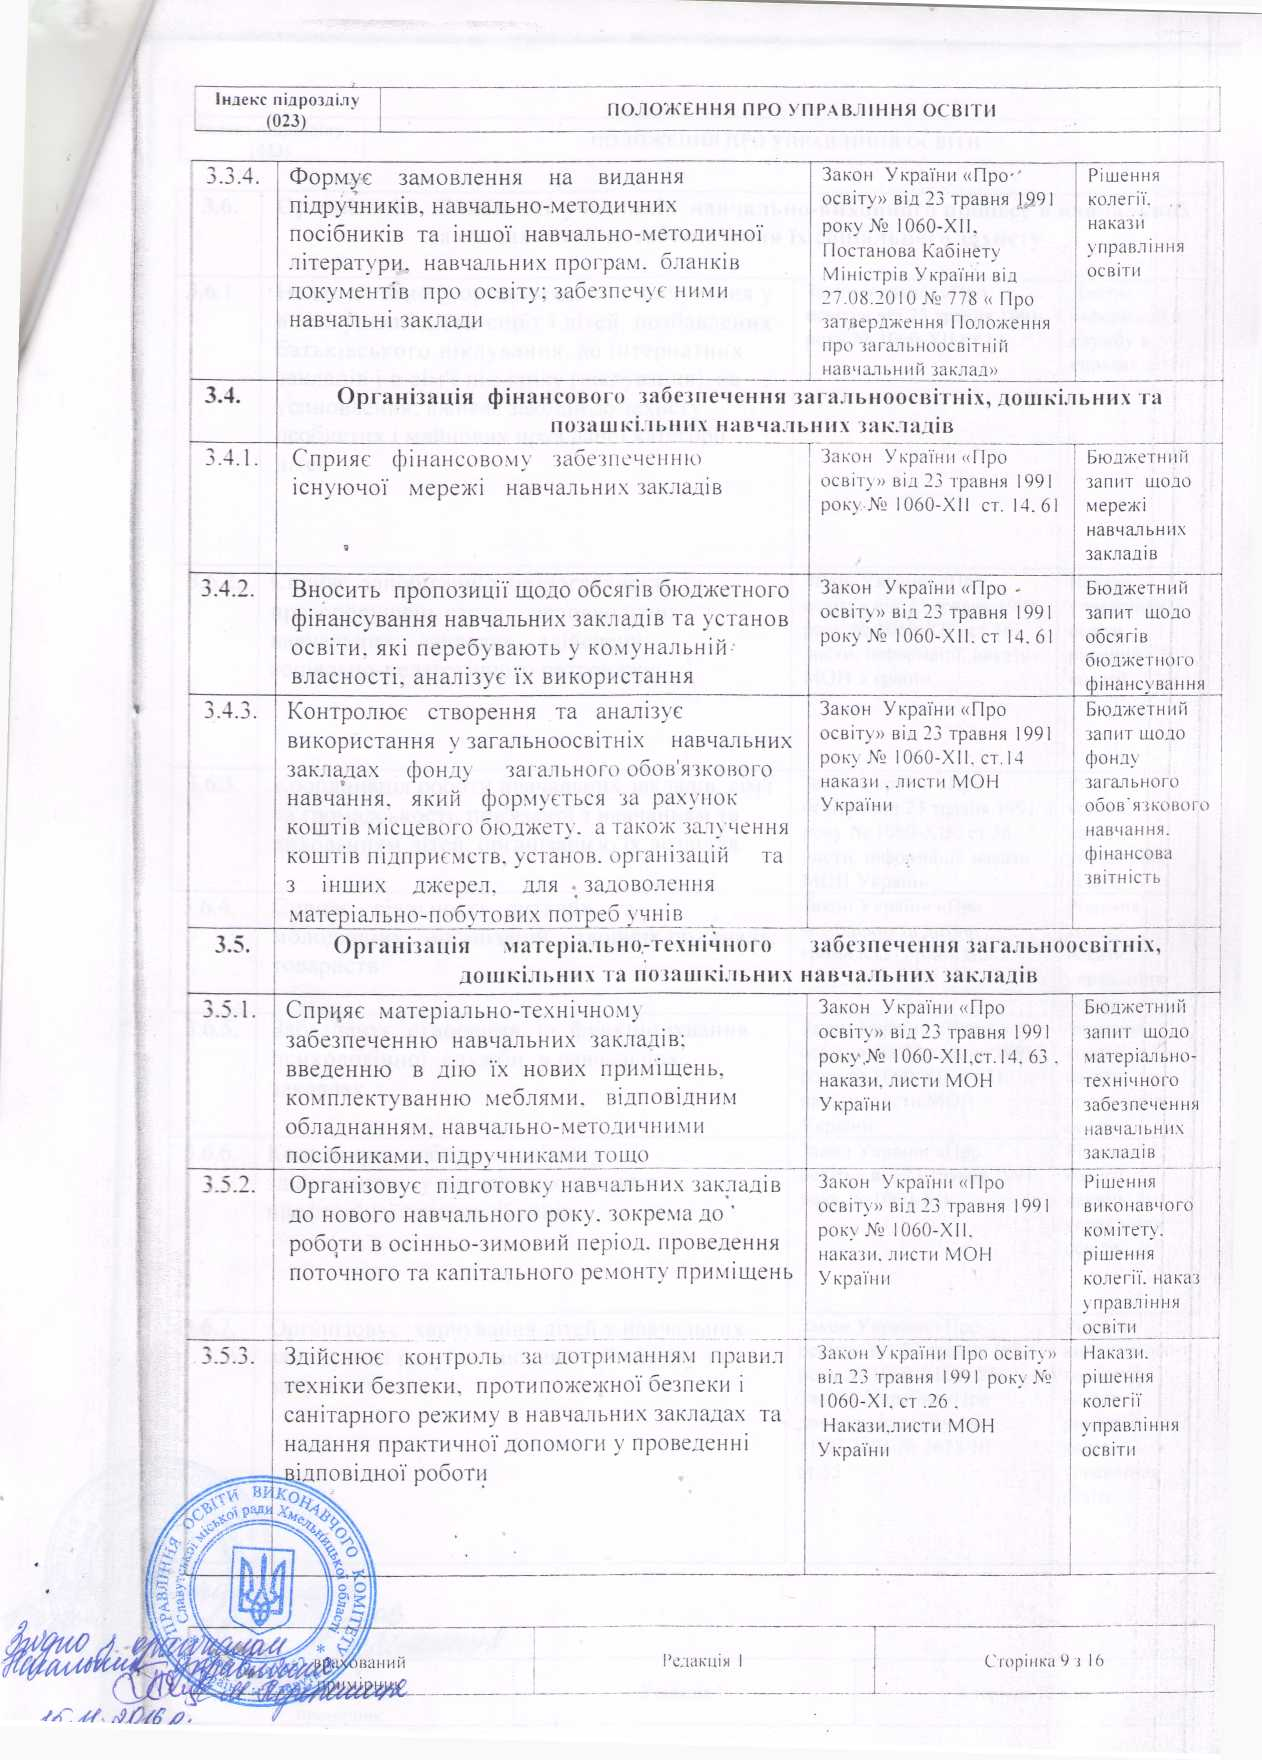 Індекс підрозділу
(023)
ПОЛОЖЕННЯ ПРО УПРАВЛІННЯ ОСВІТИ
3.3.4.
Формує замовлення на видання
підручників, навчально-методичних
посібників та іншої навчально-методичної
літератури, навчальних програм, бланків
документів про освіту; забезпечує ними
навчальні заклади
Закон України «Про
освіту» від 23 травня 1991
року № 1060-XII,
Постанова Кабінету
Міністрів України від
27.08.2010 № 778 « Про
затвердження Положення
про загальноосвітній
навчальний заклад»
Рішення
колегії,
накази
управління
освіти
3.4.
Організація фінансового забезпечення загальноосвітніх, дошкільних та
позашкільних навчальних закладів
3.4.1.
Сприяє фінансовому забезпеченню
існуючої мережі навчальних закладів
Закон України «Про
освіту» від 23 травня 1991
року № 1060-XII ст. 14, 61
Бюджетний
запит щодо
мережі
навчальних
закладів
3.4.2.
Вносить пропозиції щодо обсягів бюджетного
фінансування навчальних закладів та установ
освіти, які перебувають у комунальній
власності, аналізує їх використання
Закон України «Про
освіту» від 23 травня 1991
року № 1060-XII, ст 14, 61
Бюджетний
запит щодо
обсягів
бюджетного
фінансування
3.4.3.
Контролює створення та аналізує
використання у загальноосвітніх навчальних
закладах фонду загального обов'язкового
навчання, який формується за рахунок
коштів місцевого бюджету, а також залучення
коштів підприємств, установ, організацій та
з інших джерел, для задоволення
матеріально-побутових потреб учнів
Закон України «Про
освіту» від 23 травня 1991
року № 1060-XII, ст.14
накази , листи МОН
України
Бюджетний
запит щодо
фонду
загального
обов'язкового
навчання,
фінансова
звітність
3.5.
Організація матеріально-технічного забезпечення загальноосвітніх,
дошкільних та позашкільних навчальних закладів
3.5.1.
Сприяє матеріально-технічному
забезпеченню навчальних закладів;
введенню в дію їх нових приміщень,
комплектуванню меблями, відповідним
обладнанням, навчально-методичними
посібниками, підручниками тощо
Закон України «Про
освіту» від 23 травня 1991
року № 1060-XII,ст.14, 63 ,
накази, листи МОН
України
Бюджетний
запит щодо
матеріально-
технічного
забезпечення
навчальних
закладів
3.5.2.
Організовує підготовку навчальних закладів
до нового навчального року, зокрема до
роботи в осінньо-зимовий період, проведення
поточного та капітального ремонту приміщень
Закон України «Про
освіту» від 23 травня 1991
року № 1060-XII,
накази, листи МОН
України
Рішення
виконавчого
комітету,
рішення
колегії, наказ
управління
освіти
3.5.3.
Здійснює контроль за дотриманням правил
техніки безпеки, протипожежної безпеки і
санітарного режиму в навчальних закладах та
надання практичної допомоги у проведенні
відповідної роботи
Закон України Про освіту»
від 23 травня 1991 року №
1060-XI, ст .26 ,
Накази,листи МОН
України
Накази,
рішення
колегії
управління
освіти
УПРАВЛІННЯ ОСВІТИ ВИКОНАВЧОГО КОМІТЕТУ
Славутської міської ради Хмельницької області
Згідно з оригіналом
Начальник управління
15.11.2016 р.
врахований
примірник
Редакція 1
Сторінка 9 з 16